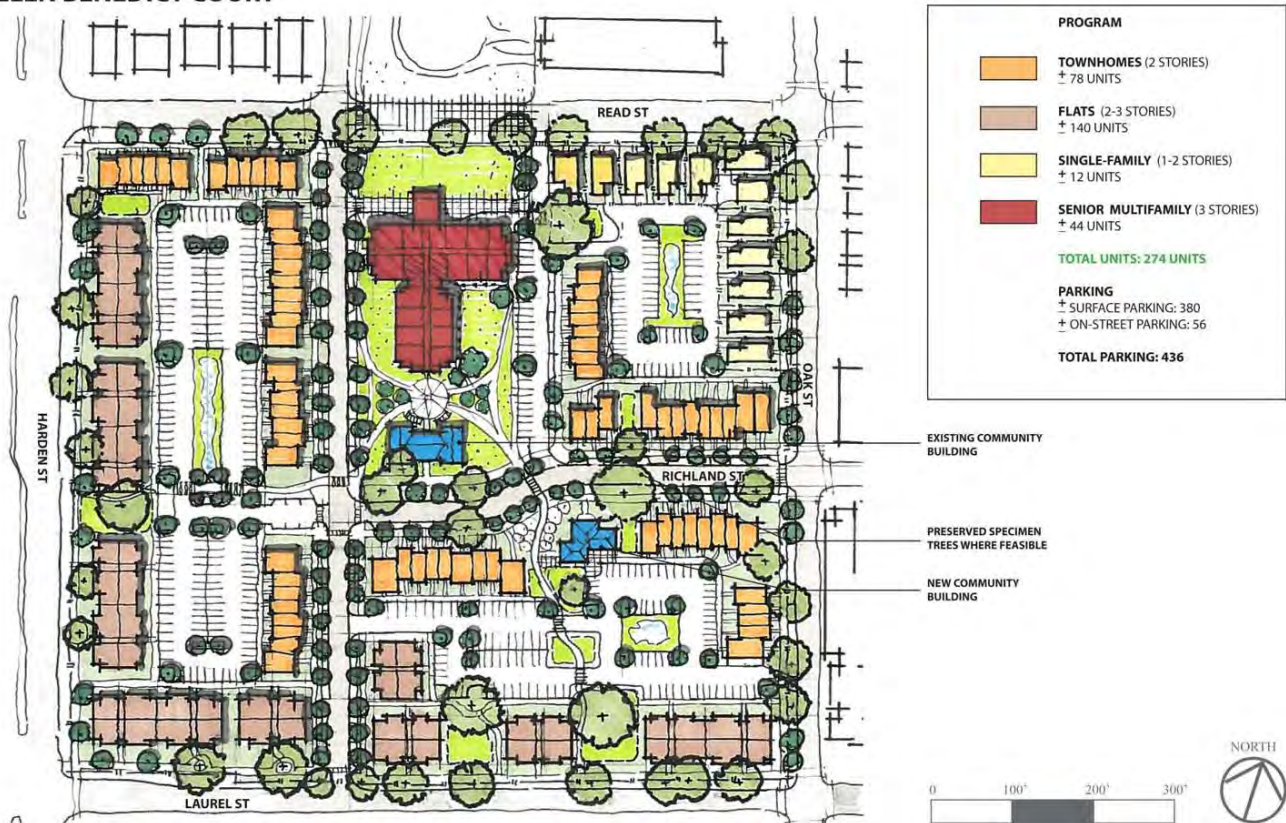 BENEDICT COURT
READ ST
HARDEN ST
OAK ST
RICHLAND ST
LAUREL ST
PROGRAM
TOWNHOMES (2 STORIES)
± 78 UNITS
FLATS (2-3 STORIES)
± 140 UNITS
SINGLE-FAMILY (1-2 STORIES)
± 12 UNITS
SENIOR MULTIFAMILY (3 STORIES)
± 44 UNITS
TOTAL UNITS: 274 UNITS
PARKING
± SURFACE PARKING: 380
± ON-STREET PARKING: 56
TOTAL PARKING: 436
EXISTING COMMUNITY
BUILDING
PRESERVED SPECIMEN
TREES WHERE FEASIBLE
NEW COMMUNITY
BUILDING
0 100' 200' 300'
NORTH